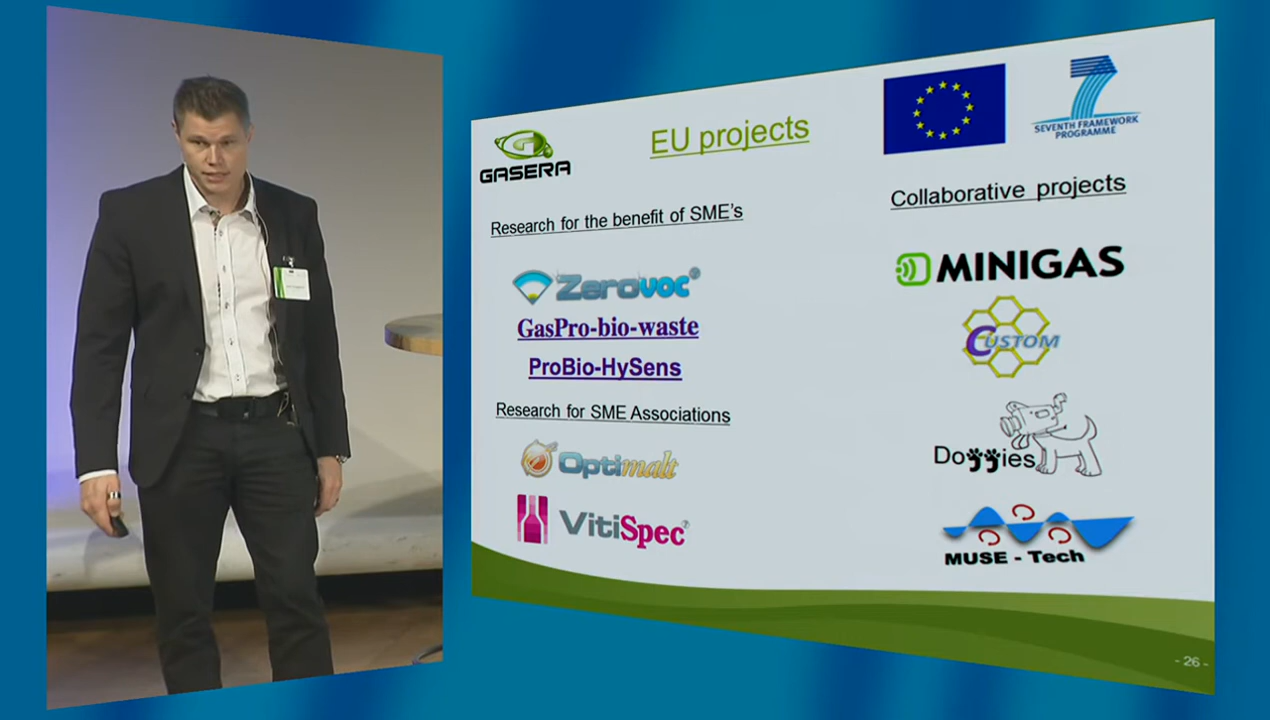 GASERA
EU projects
SEVENTH FRAMEWORK
PROGRAMME
Research for the benefit of SME's
Zerovoc
GasPro-bio-waste
ProBio-HySens
Research for SME Associations
Optimalt
VitiSpec
Collaborative projects
MINIGAS
CUSTOM
Doggies
MUSE - Tech
- 26 -